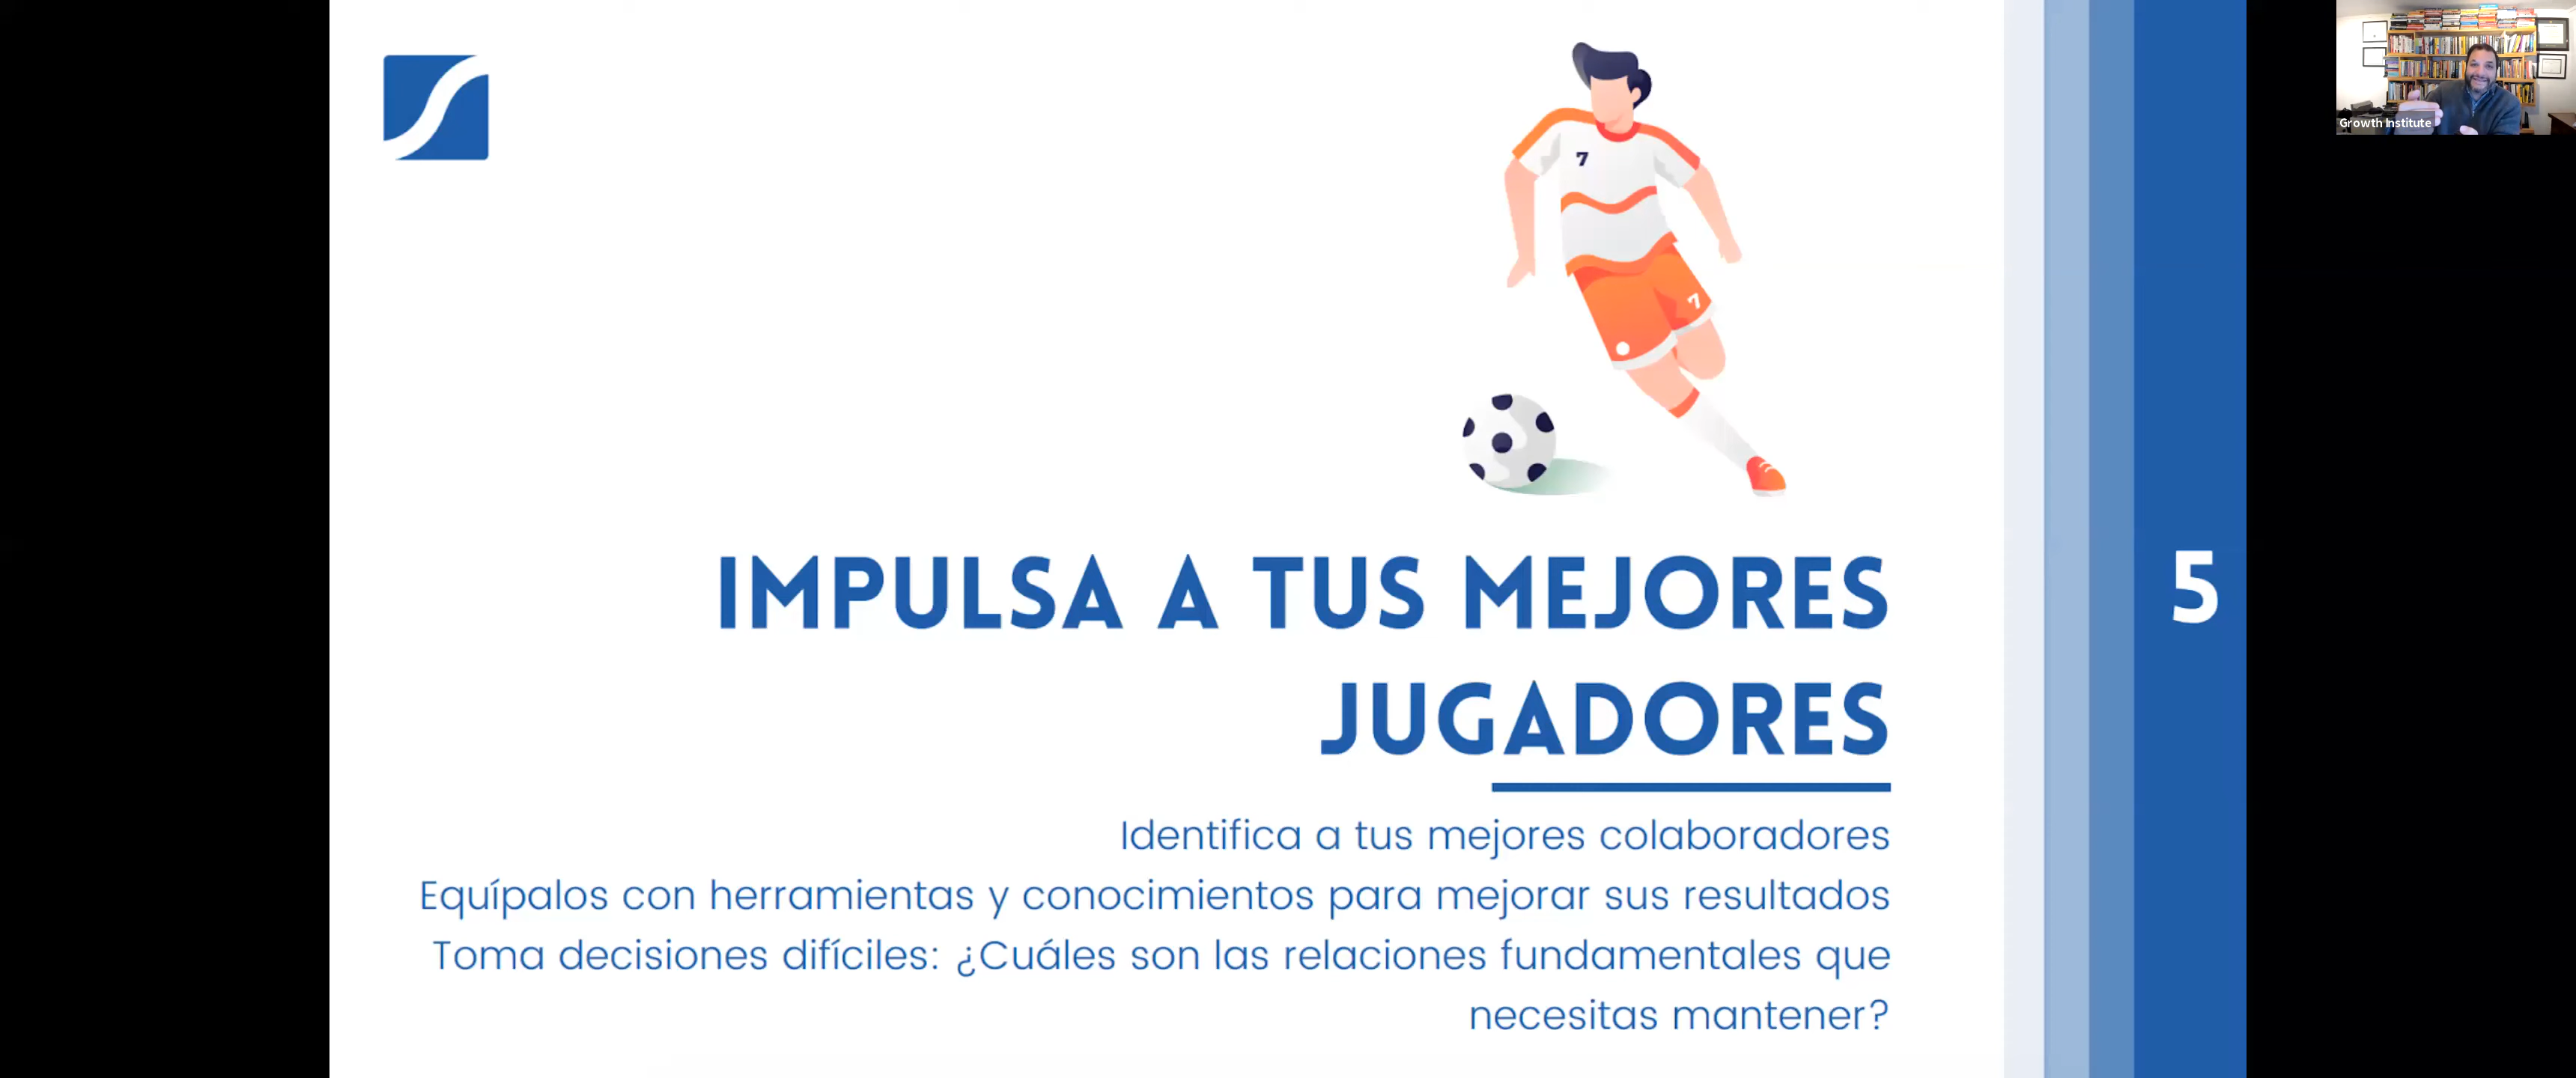 Growth Institute
7
7
IMPULSA A TUS MEJORES
JUGADORES
5
Identifica a tus mejores colaboradores
Equípalos con herramientas y conocimientos para mejorar sus resultados
Toma decisiones difíciles: ¿Cuáles son las relaciones fundamentales que
necesitas mantener?